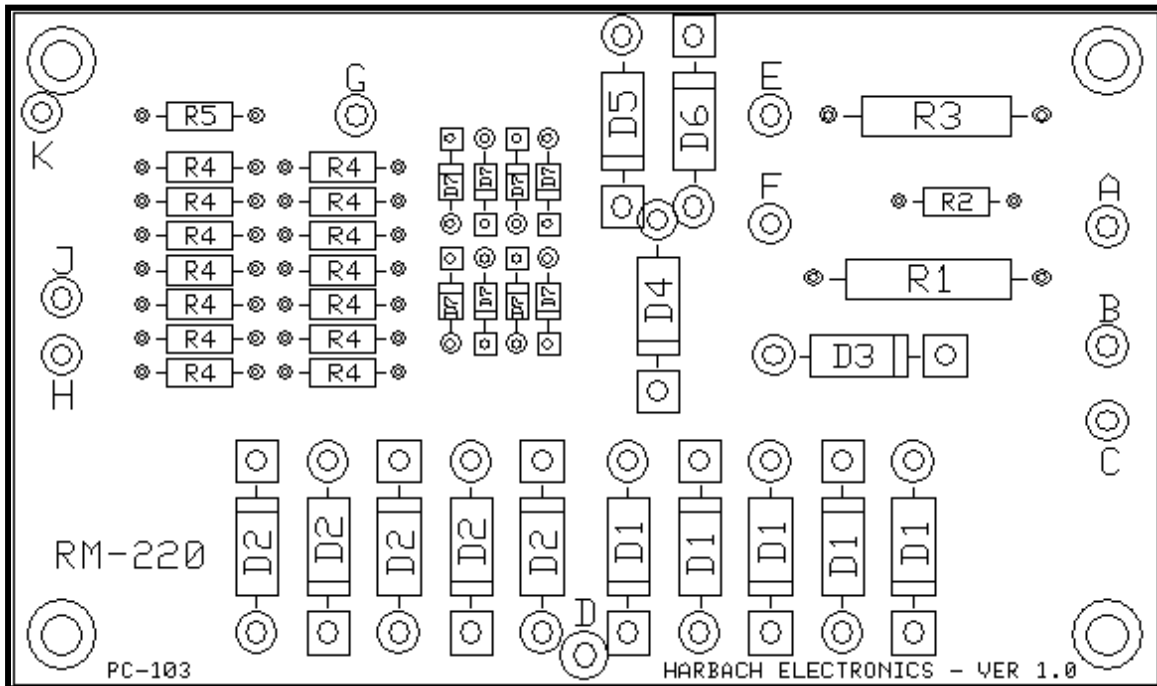 G E
R5 D5 D6 R3
K
R4 R4 D7 D7 D7 D7
R4 R4 F R2 A
R4 R4
J R4 R4 D4 R1
R4 R4 D7 D7 D7 D7 B
R4 R4 D3
H R4 R4
C
RM-220 D2 D2 D2 D2 D2 D1 D1 D1 D1 D1
D
PC-103 HARBACH ELECTRONICS - VER 1.0